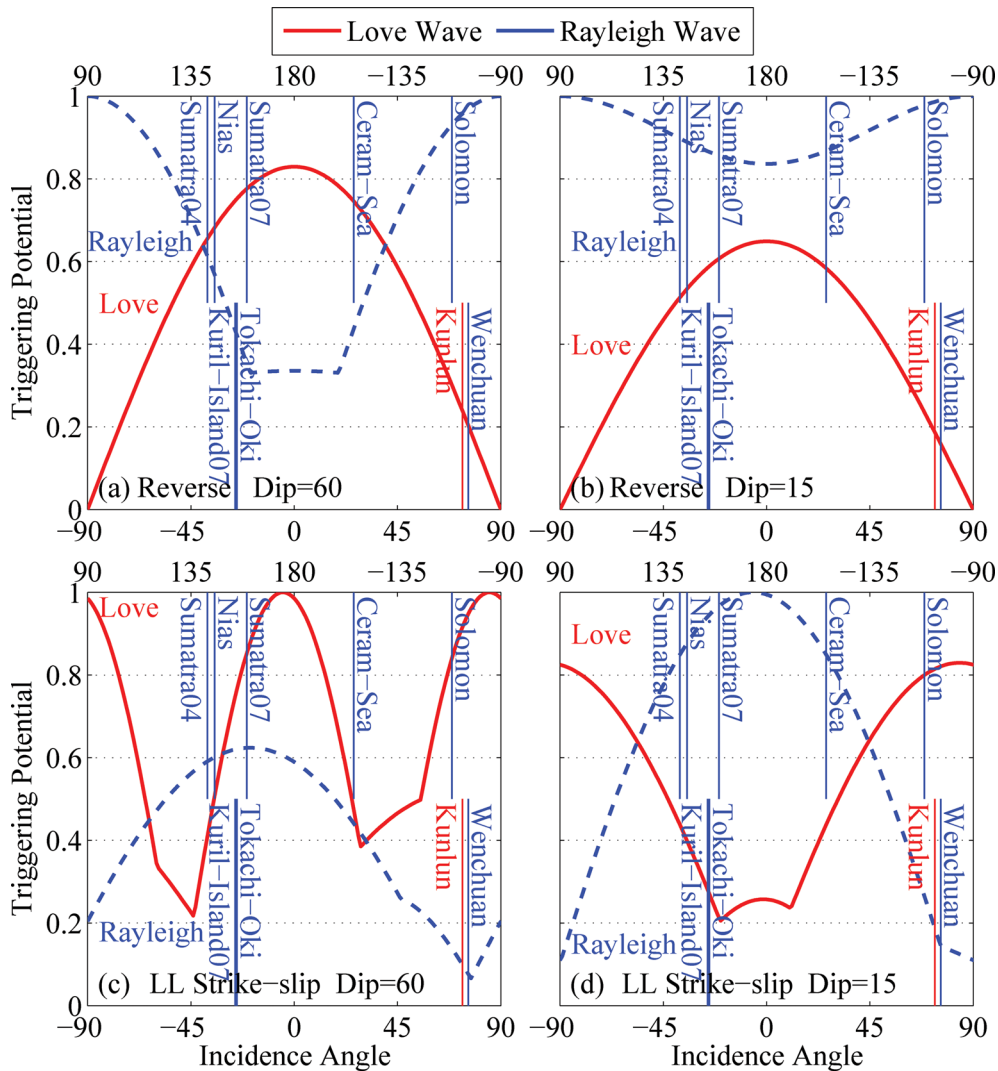 Love Wave Rayleigh Wave
90 135 180 −135 −90
90 135 180 −135 −90
Triggering Potential
1
0.8
0.6
0.4
0.2
0
Sumatra04
Nias
Sumatra07
Ceram−Sea
Solomon
Rayleigh
Love
Kuril−Island07
Tokachi−Oki
Kunlun
Wenchuan
(a) Reverse Dip=60
−90 −45 0 45 90
Sumatra04
Nias
Sumatra07
Ceram−Sea
Solomon
Rayleigh
Love
Kuril−Island07
Tokachi−Oki
Kunlun
Wenchuan
(b) Reverse Dip=15
−90 −45 0 45 90
90 135 180 −135 −90
90 135 180 −135 −90
Triggering Potential
1
0.8
0.6
0.4
0.2
0
Love
Sumatra04
Nias
Sumatra07
Ceram−Sea
Solomon
Kuril−Island07
Tokachi−Oki
Kunlun
Wenchuan
Rayleigh
(c) LL Strike−slip Dip=60
−90 −45 0 45 90
Incidence Angle
Love
Sumatra04
Nias
Sumatra07
Ceram−Sea
Solomon
Kuril−Island07
Tokachi−Oki
Kunlun
Wenchuan
Rayleigh
(d) LL Strike−slip Dip=15
−90 −45 0 45 90
Incidence Angle